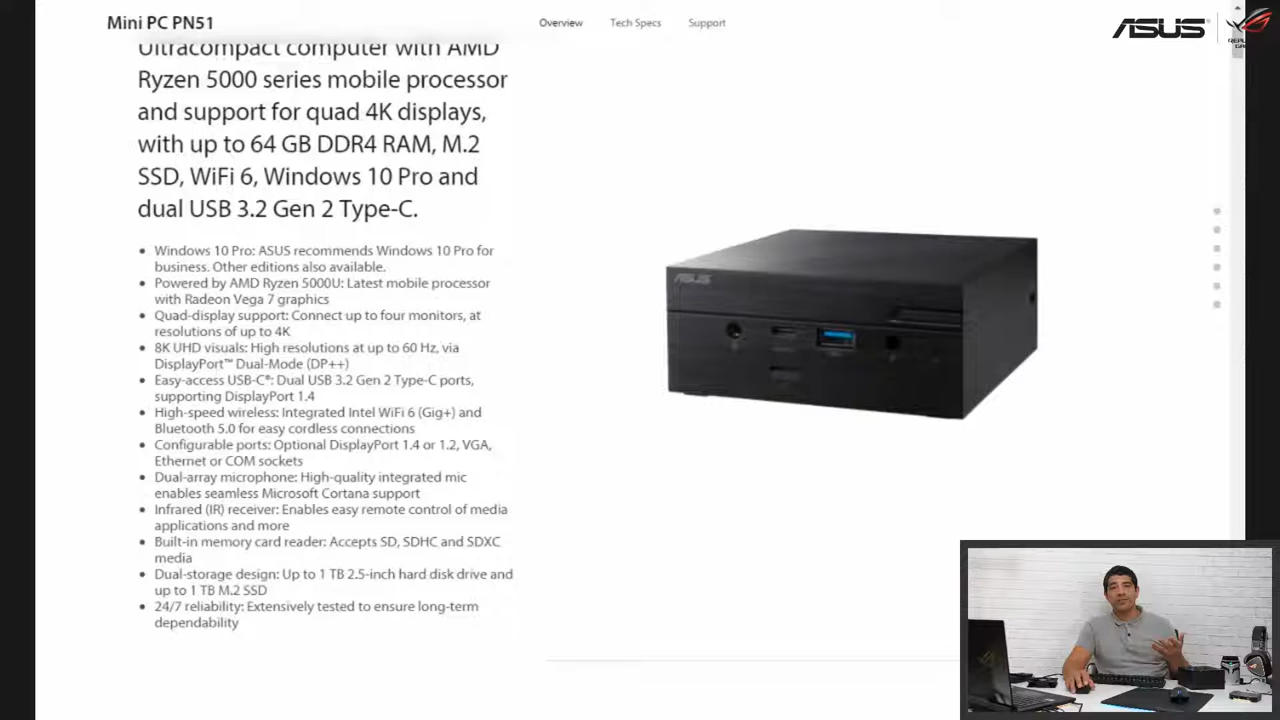 Mini PC PN51
Overview
Tech Specs
Support
ASUS
Ultracompact computer with AMD
Ryzen 5000 series mobile processor
and support for quad 4K displays,
with up to 64 GB DDR4 RAM, M.2
SSD, WiFi 6, Windows 10 Pro and
dual USB 3.2 Gen 2 Type-C.
Windows 10 Pro: ASUS recommends Windows 10 Pro for
business. Other editions also available.
Powered by AMD Ryzen 5000U: Latest mobile processor
with Radeon Vega 7 graphics
Quad-display support: Connect up to four monitors, at
resolutions of up to 4K
8K UHD visuals: High resolutions at up to 60 Hz, via
DisplayPort™ Dual-Mode (DP++)
Easy-access USB-C®: Dual USB 3.2 Gen 2 Type-C ports,
supporting DisplayPort 1.4
High-speed wireless: Integrated Intel WiFi 6 (Gig+) and
Bluetooth 5.0 for easy cordless connections
Configurable ports: Optional DisplayPort 1.4 or 1.2, VGA,
Ethernet or COM sockets
Dual-array microphone: High-quality integrated mic
enables seamless Microsoft Cortana support
Infrared (IR) receiver: Enables easy remote control of media
applications and more
Built-in memory card reader: Accepts SD, SDHC and SDXC
media
Dual-storage design: Up to 1 TB 2.5-inch hard disk drive and
up to 1 TB M.2 SSD
24/7 reliability: Extensively tested to ensure long-term
dependability
ASUS